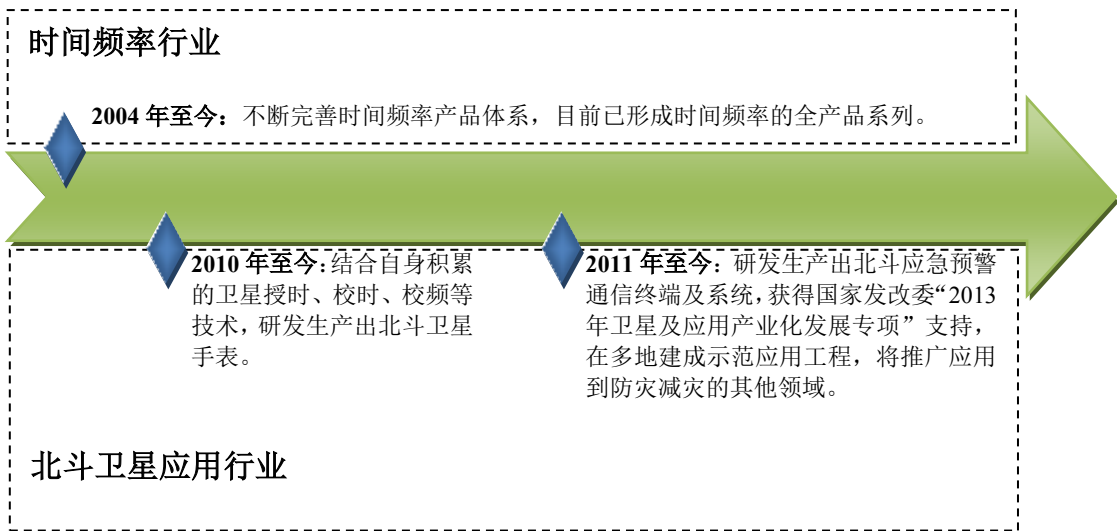 时间频率行业
2004 年至今：不断完善时间频率产品体系，目前已形成时间频率的全产品系列。
2010 年至今：结合自身积累
的卫星授时、校时、校频等
技术，研发生产出北斗卫星
手表。
2011 年至今：研发生产出北斗应急预警
通信终端及系统，获得国家发改委“2013
年卫星及应用产业化发展专项”支持，
在多地建成示范应用工程，将推广应用
到防灾减灾的其他领域。
北斗卫星应用行业